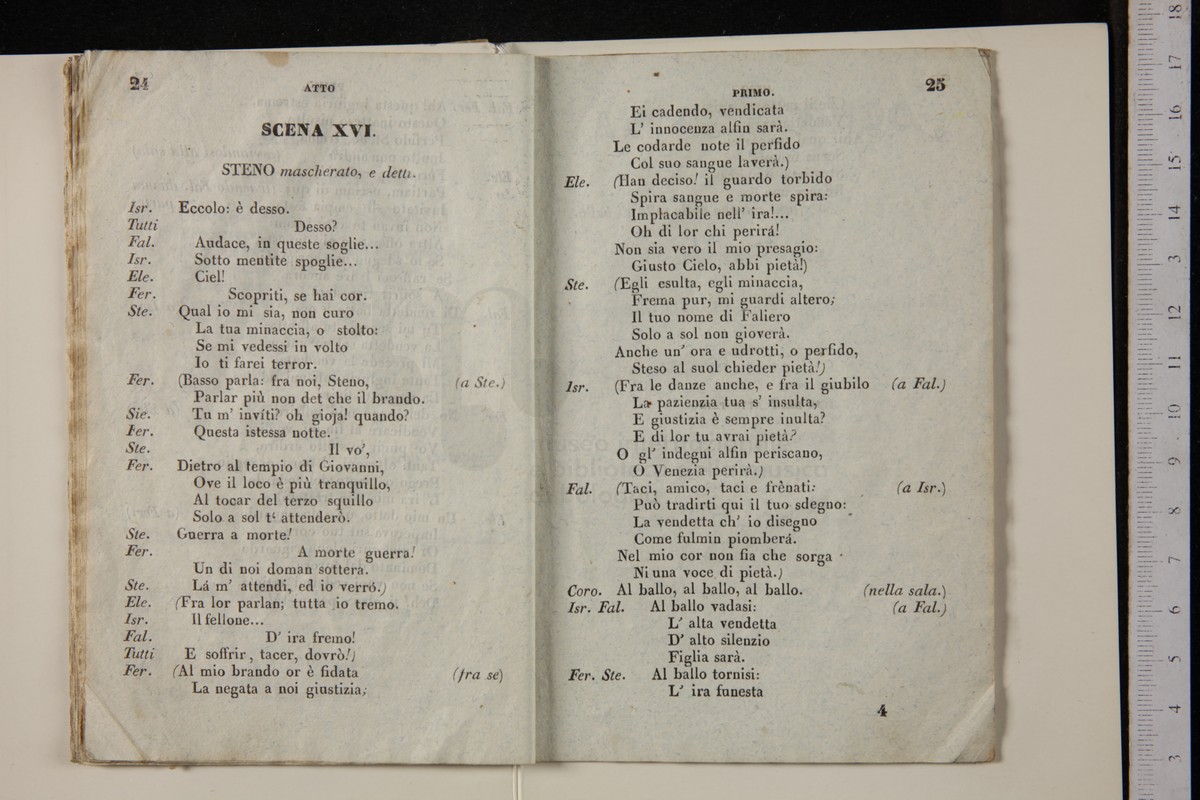 24
ATTO
SCENA XVI.
STENO mascherato, e detti.
Isr. Eccolo: è desso.
Tutti Desso?
Fal. Audace, in queste soglie...
Isr. Sotto mentite spoglie...
Ele. Ciel!
Fer. Scopriti, se hai cor.
Ste. Qual io mi sia, non curo
La tua minaccia, o stolto:
Se mi vedessi in volto
Io ti farei terror.
Fer. (Basso parla: fra noi, Steno, (a Ste.)
Parlar più non det che il brando.
Sie. Tu m' invíti? oh gioja! quando?
Fer. Questa istessa notte.
Ste. Il vo',
Fer. Dietro al tempio di Giovanni,
Ove il loco è più tranquillo,
Al tocar del terzo squillo
Solo a sol t‘ attenderò.
Ste. Guerra a morte!
Fer. A morte guerra!
Un di noi doman sotterà.
Ste. Lá m' attendi, ed io verró.)
Ele. (Fra lor parlan; tutta io tremo.
Isr. Il fellone...
Fal. D' ira fremo!
Tutti E soffrir, tacer, dovrò!)
Fer. (Al mio brando or è fidata (fra se)
La negata a noi giustizia;
PRIMO.
25
Ei cadendo, vendicata
L' innocenza alfin sarà.
Le codarde note il perfido
Col suo sangue laverà.)
Ele. (Han deciso! il guardo torbido
Spira sangue e morte spira:
Implacabile nell' ira!...
Oh di lor chi perirá!
Non sia vero il mio presagio:
Giusto Cielo, abbi pietà!)
Ste. (Egli esulta, egli minaccia,
Frema pur, mi guardi altero;
Il tuo nome di Faliero
Solo a sol non gioverà.
Anche un' ora e udrotti, o perfido,
Steso al suol chieder pietà!)
Isr. (Fra le danze anche, e fra il giubilo (a Fal.)
La pazienzia tua s' insulta,
E giustizia è sempre inulta?
E di lor tu avrai pietà?
O gl' indegni alfin periscano,
O Venezia perirà.)
Fal. (Taci, amico, taci e frènati: (a Isr.)
Può tradirti qui il tuo sdegno:
La vendetta ch' io disegno
Come fulmin piomberá.
Nel mio cor non fia che sorga
Niuna voce di pietà.)
Coro. Al ballo, al ballo, al ballo. (nella sala.)
Isr. Fal. Al ballo vadasi: (a Fal.)
L' alta vendetta
D' alto silenzio
Figlia sarà.
Fer. Ste. Al ballo tornisi:
L' ira funesta
4